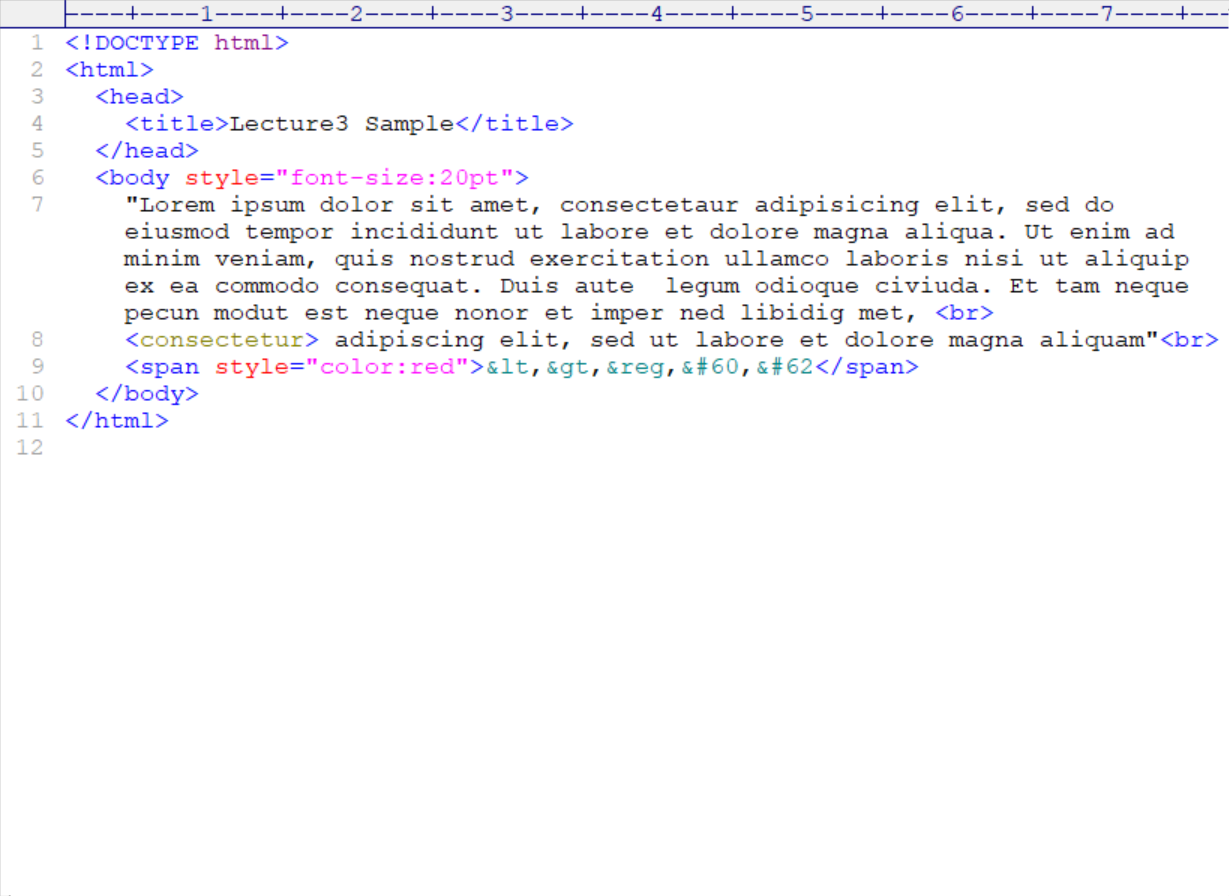 |----+----1----+----2----+----3----+----4----+----5----+----6----+----7----+--
1 <!DOCTYPE html>
2 <html>
3   <head>
4     <title>Lecture3 Sample</title>
5   </head>
6   <body style="font-size:20pt">
7     "Lorem ipsum dolor sit amet, consectetaur adipisicing elit, sed do
eiusmod tempor incididunt ut labore et dolore magna aliqua. Ut enim ad
minim veniam, quis nostrud exercitation ullamco laboris nisi ut aliquip
ex ea commodo consequat. Duis aute  legum odioque civiuda. Et tam neque
pecun modut est neque nonor et imper ned libidig met, <br>
8     <consectetur> adipiscing elit, sed ut labore et dolore magna aliquam"<br>
9     <span style="color:red">&lt,&gt,&reg,&#60,&#62</span>
10   </body>
11 </html>
12